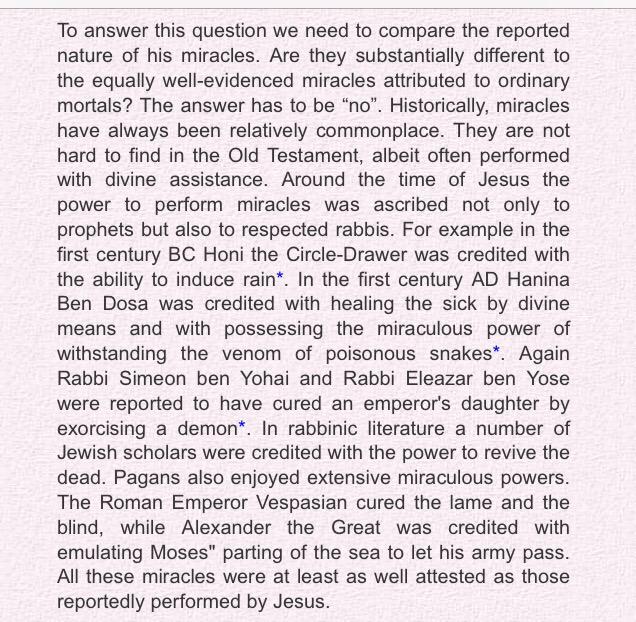 To answer this question we need to compare the reported
nature of his miracles. Are they substantially different to
the equally well-evidenced miracles attributed to ordinary
mortals? The answer has to be “no”. Historically, miracles
have always been relatively commonplace. They are not
hard to find in the Old Testament, albeit often performed
with divine assistance. Around the time of Jesus the
power to perform miracles was ascribed not only to
prophets but also to respected rabbis. For example in the
first century BC Honi the Circle-Drawer was credited with
the ability to induce rain*. In the first century AD Hanina
Ben Dosa was credited with healing the sick by divine
means and with possessing the miraculous power of
withstanding the venom of poisonous snakes*. Again
Rabbi Simeon ben Yohai and Rabbi Eleazar ben Yose
were reported to have cured an emperor's daughter by
exorcising a demon*. In rabbinic literature a number of
Jewish scholars were credited with the power to revive the
dead. Pagans also enjoyed extensive miraculous powers.
The Roman Emperor Vespasian cured the lame and the
blind, while Alexander the Great was credited with
emulating Moses" parting of the sea to let his army pass.
All these miracles were at least as well attested as those
reportedly performed by Jesus.